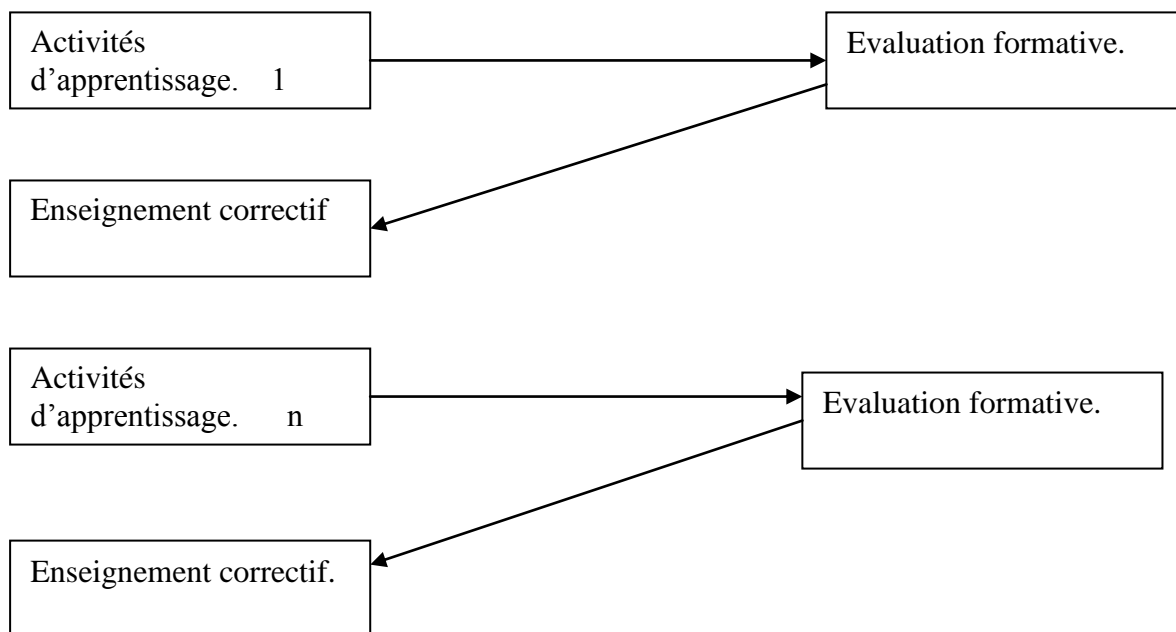 Activités
d’apprentissage. 1
Evaluation formative.
Enseignement correctif
Activités
d’apprentissage. n
Evaluation formative.
Enseignement correctif.